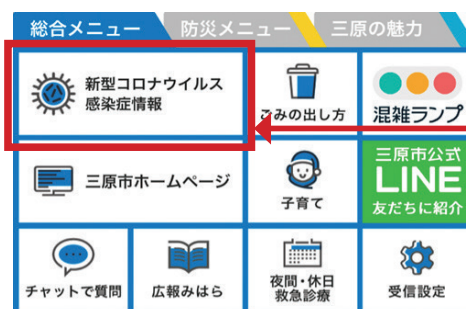 総合メニュー
防災メニュー
三原の魅力
新型コロナウイルス
感染症情報
ごみの出し方
混雑ランプ
三原市ホームページ
子育て
三原市公式
LINE
友だちに紹介
チャットで質問
広報みはら
夜間・休日
救急診療
受信設定